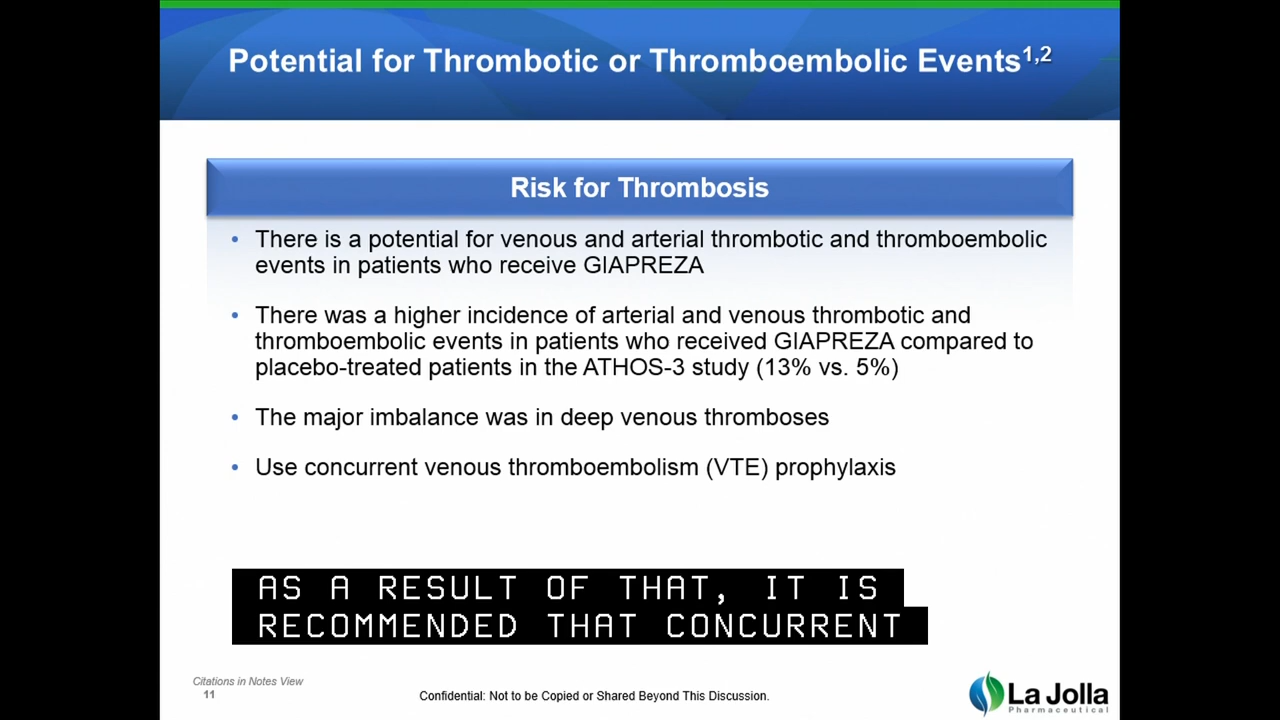 Potential for Thrombotic or Thromboembolic Events1,2
Risk for Thrombosis
• There is a potential for venous and arterial thrombotic and thromboembolic
events in patients who receive GIAPREZA
• There was a higher incidence of arterial and venous thrombotic and
thromboembolic events in patients who received GIAPREZA compared to
placebo-treated patients in the ATHOS-3 study (13% vs. 5%)
• The major imbalance was in deep venous thromboses
• Use concurrent venous thromboembolism (VTE) prophylaxis
AS A RESULT OF THAT, IT IS
RECOMMENDED THAT CONCURRENT
Citations in Notes View
11
Confidential: Not to be Copied or Shared Beyond This Discussion.
La Jolla
Pharmaceutical